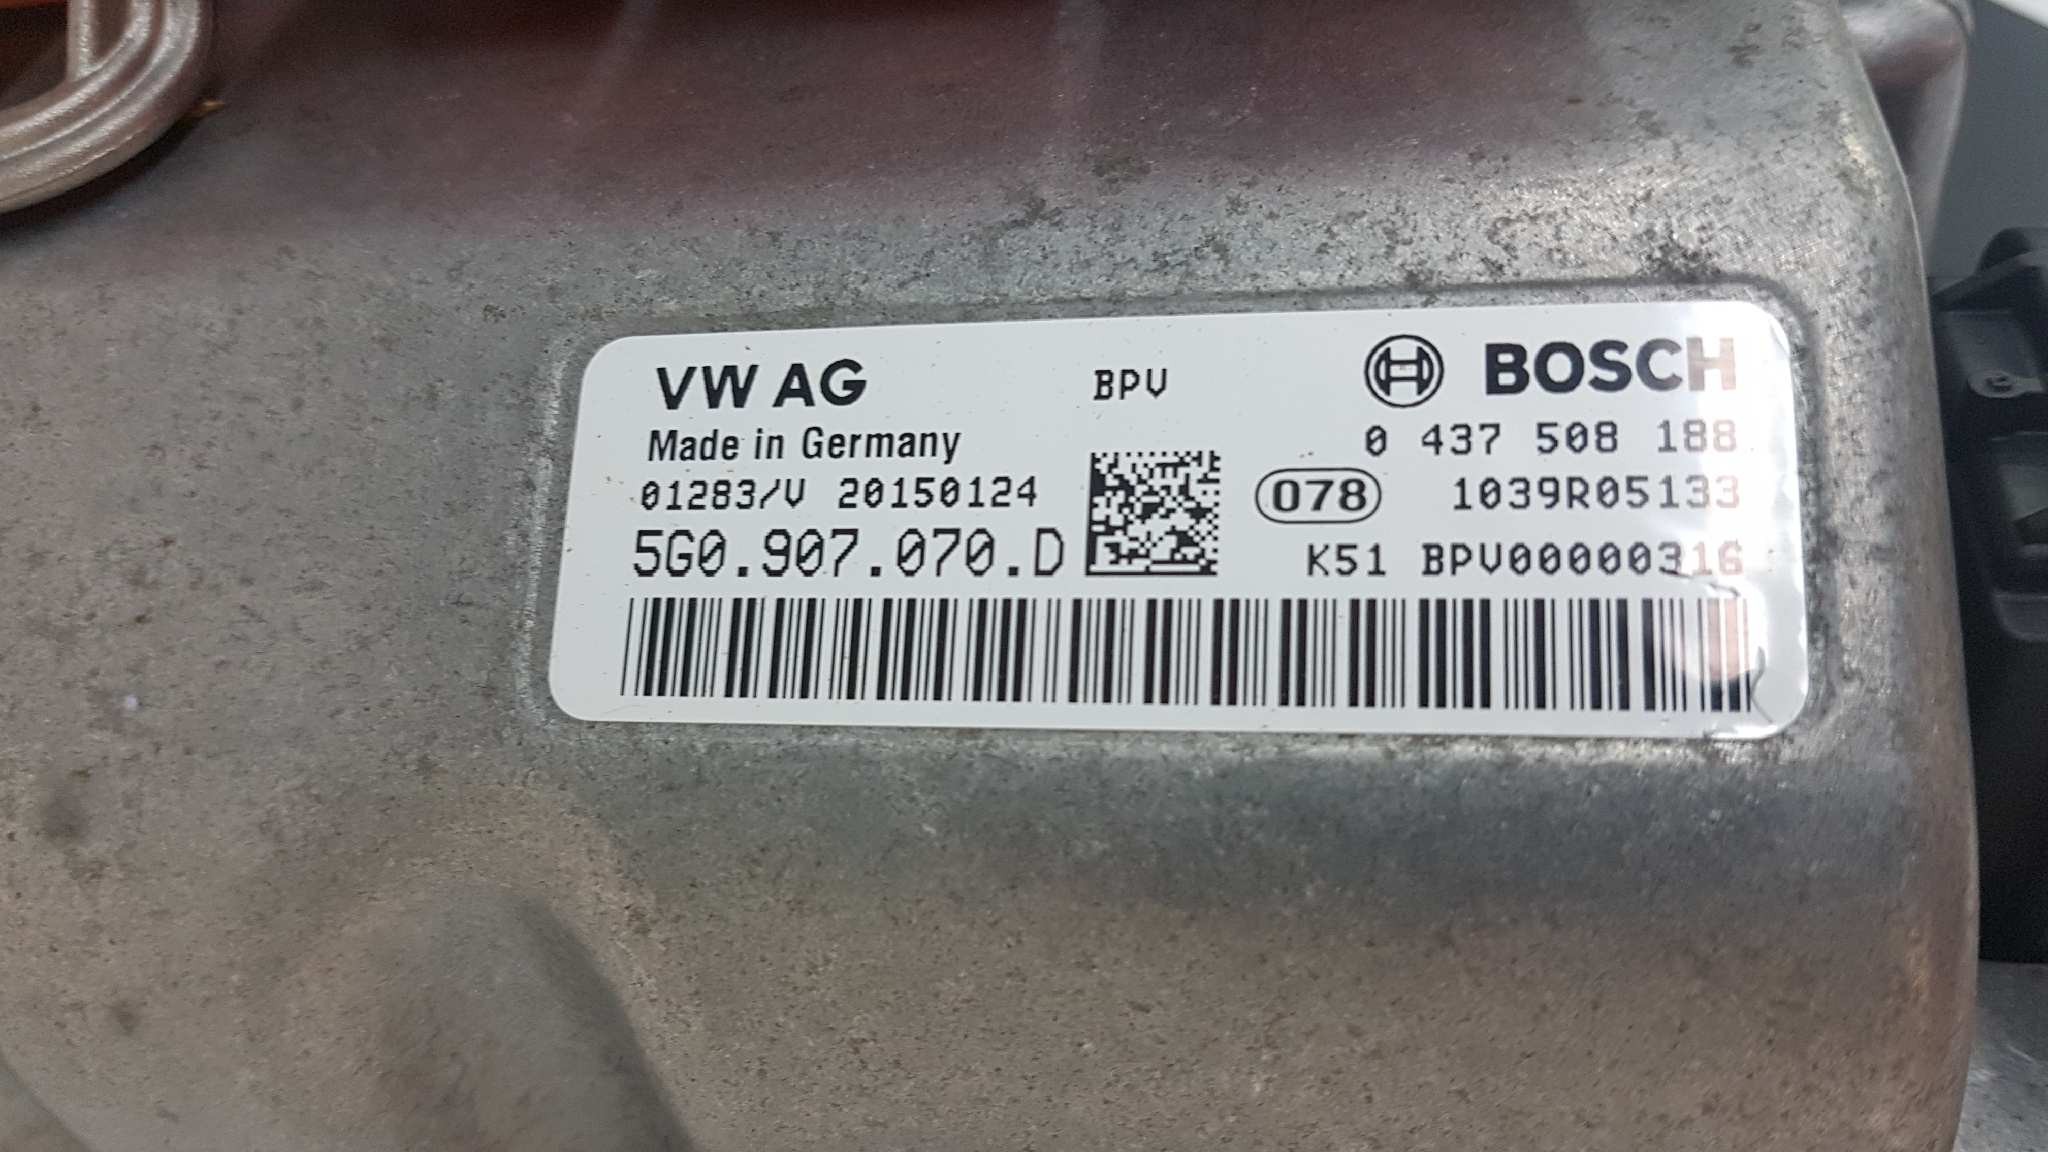 VW AG BPV BOSCH
Made in Germany 0 437 508 188
01283/V 20150124 078 1039R05133
5G0.907.070.D K51 BPV00000316